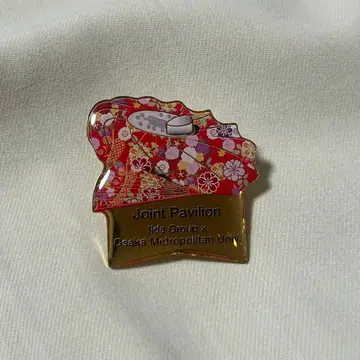 Joint Pavilion
Iida Group x
Osaka Metropolitan Univ.